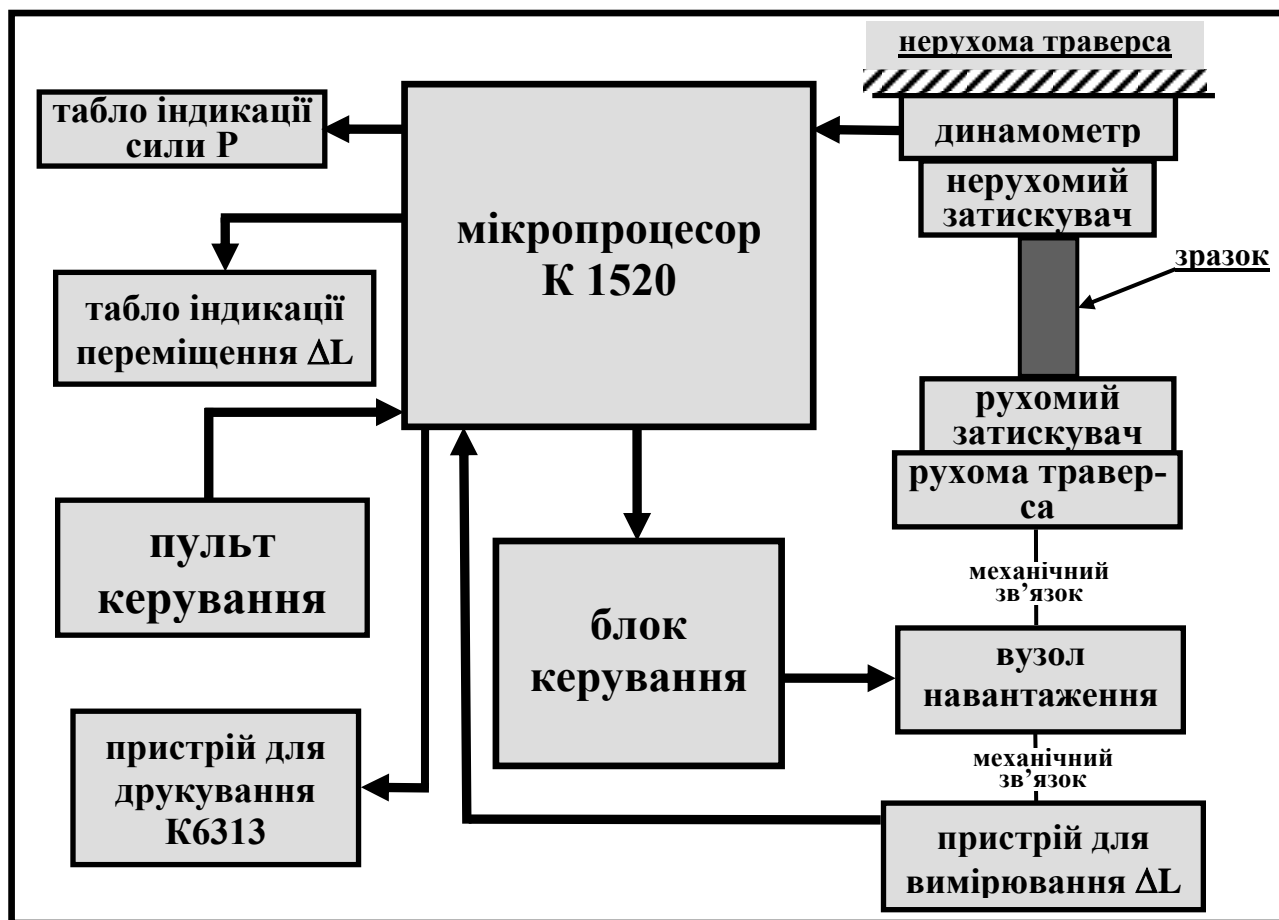 нерухома траверса
табло індикації
сили P
динамометр
нерухомий
затискувач
мікропроцесор
К 1520
зразок
табло індикації
переміщення ΔL
рухомий
затискувач
рухома травер-
са
пульт
керування
механічний
зв’язок
блок
керування
вузол
навантаження
пристрій для
друкування
К6313
механічний
зв’язок
пристрій для
вимірювання ΔL